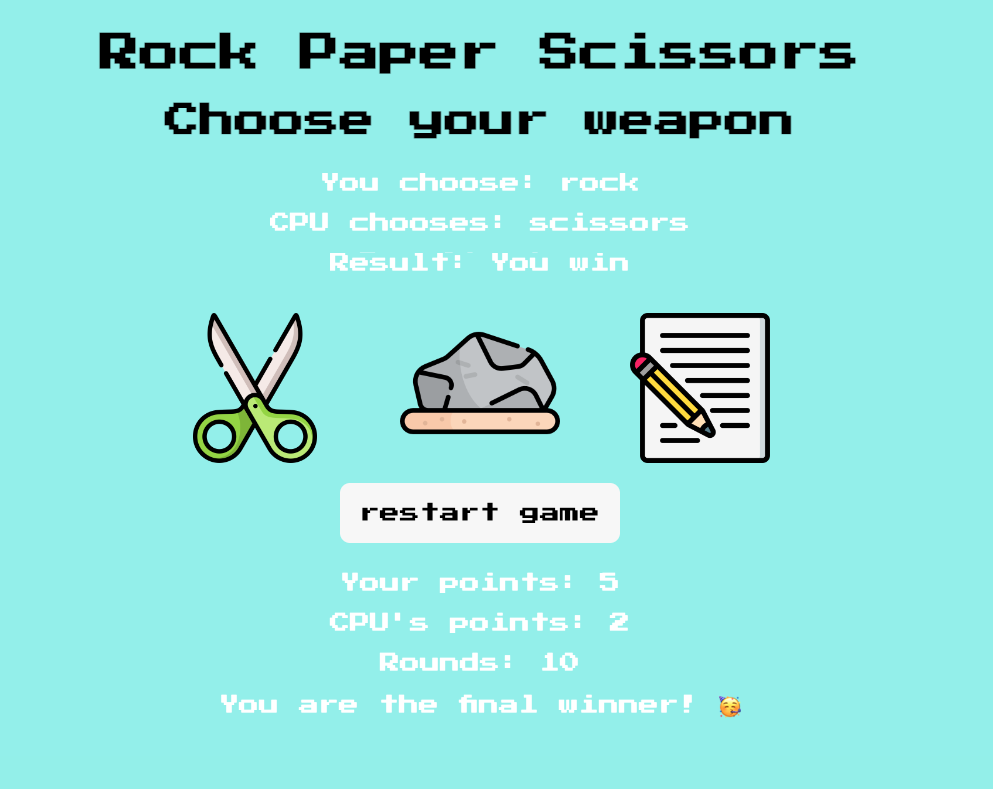 Rock Paper Scissors
Choose your weapon
You choose: rock
CPU chooses: scissors
Result: You win
restart game
Your points: 5
CPU's points: 2
Rounds: 10
You are the final winner! 🥳